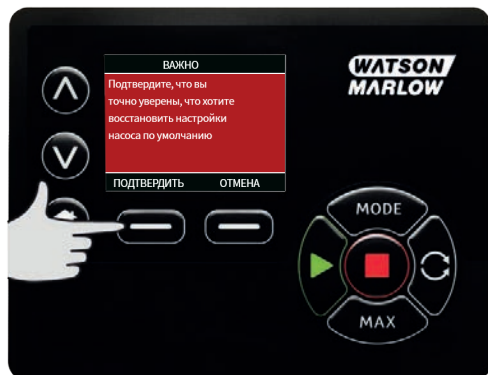 ВАЖНО
Подтвердите, что вы
точно уверены, что хотите
восстановить настройки
насоса по умолчанию
ПОДТВЕРДИТЬ ОТМЕНА
WATSON
MARLOW
MODE
MAX